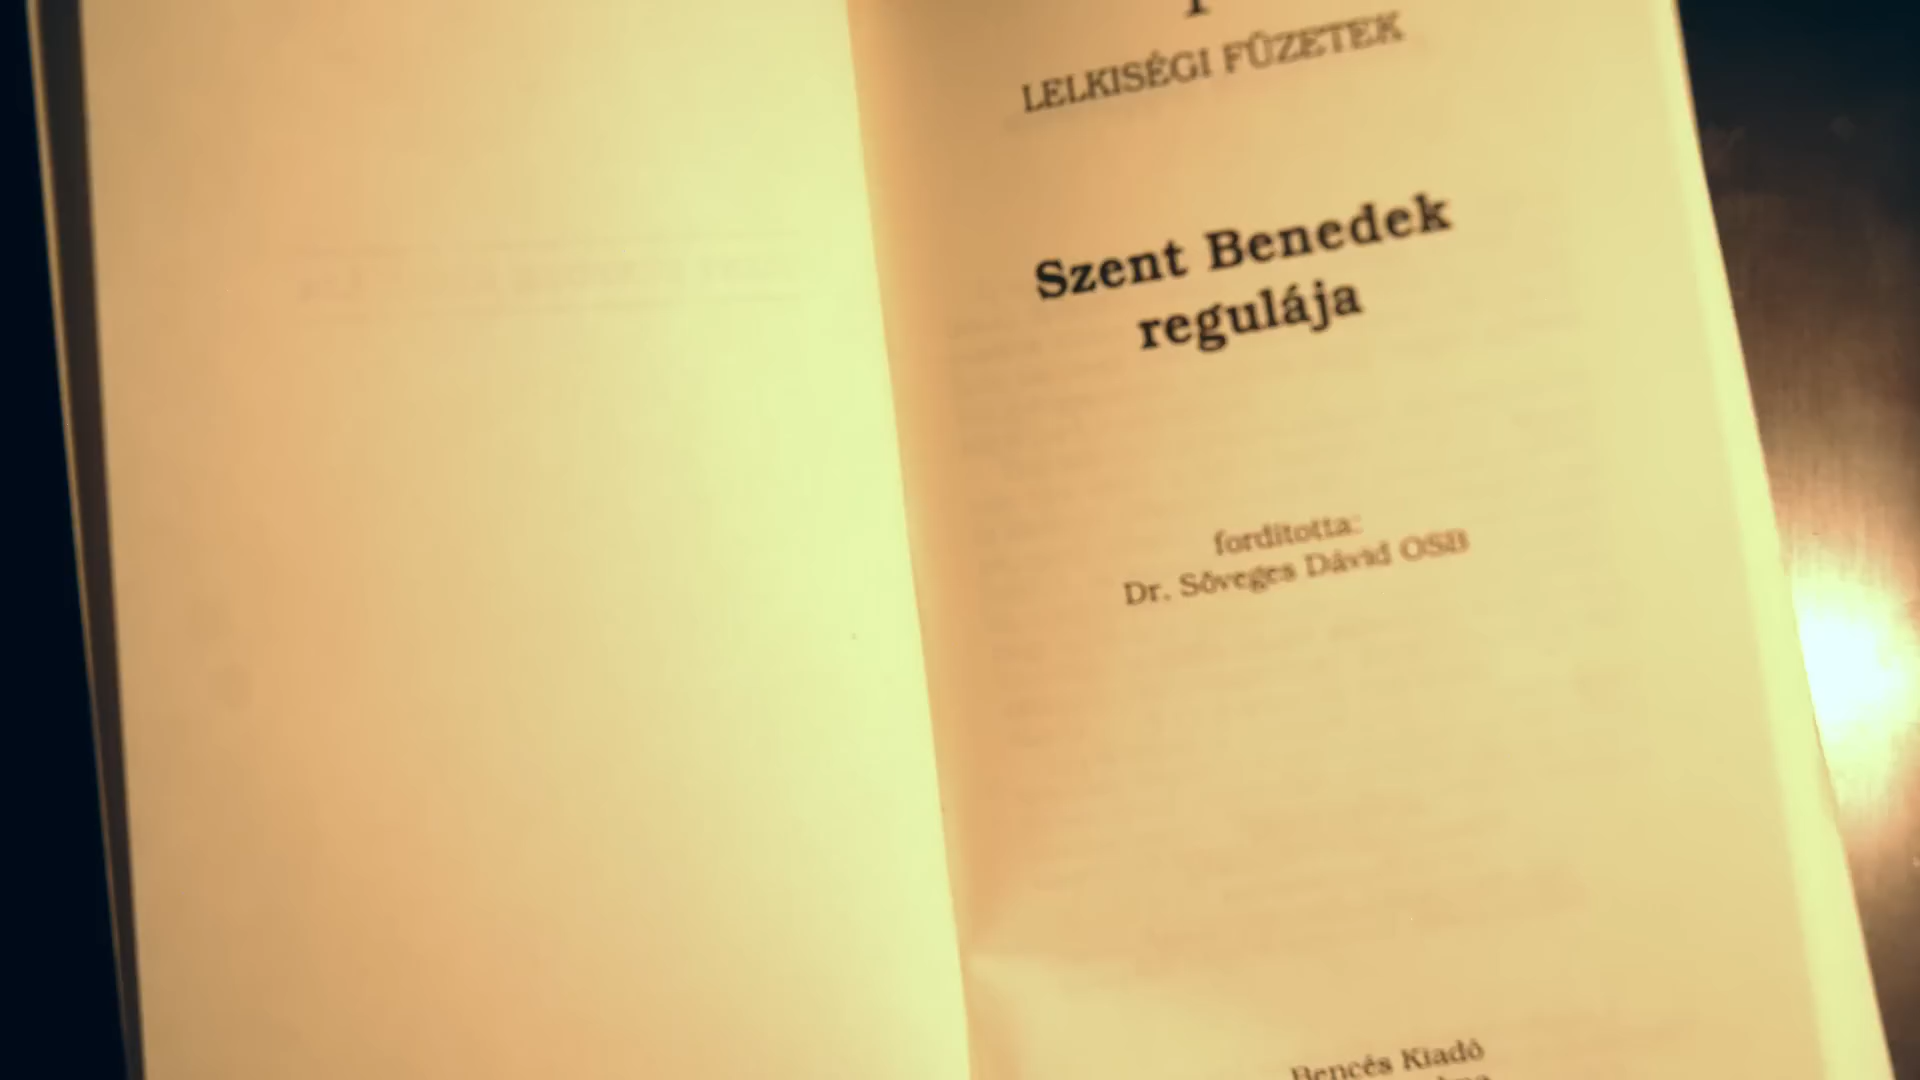 LELKISÉGI FÜZETEK
Szent Benedek
regulája
fordította:
Dr. Söveges Dávid OSB
Bencés Kiadó